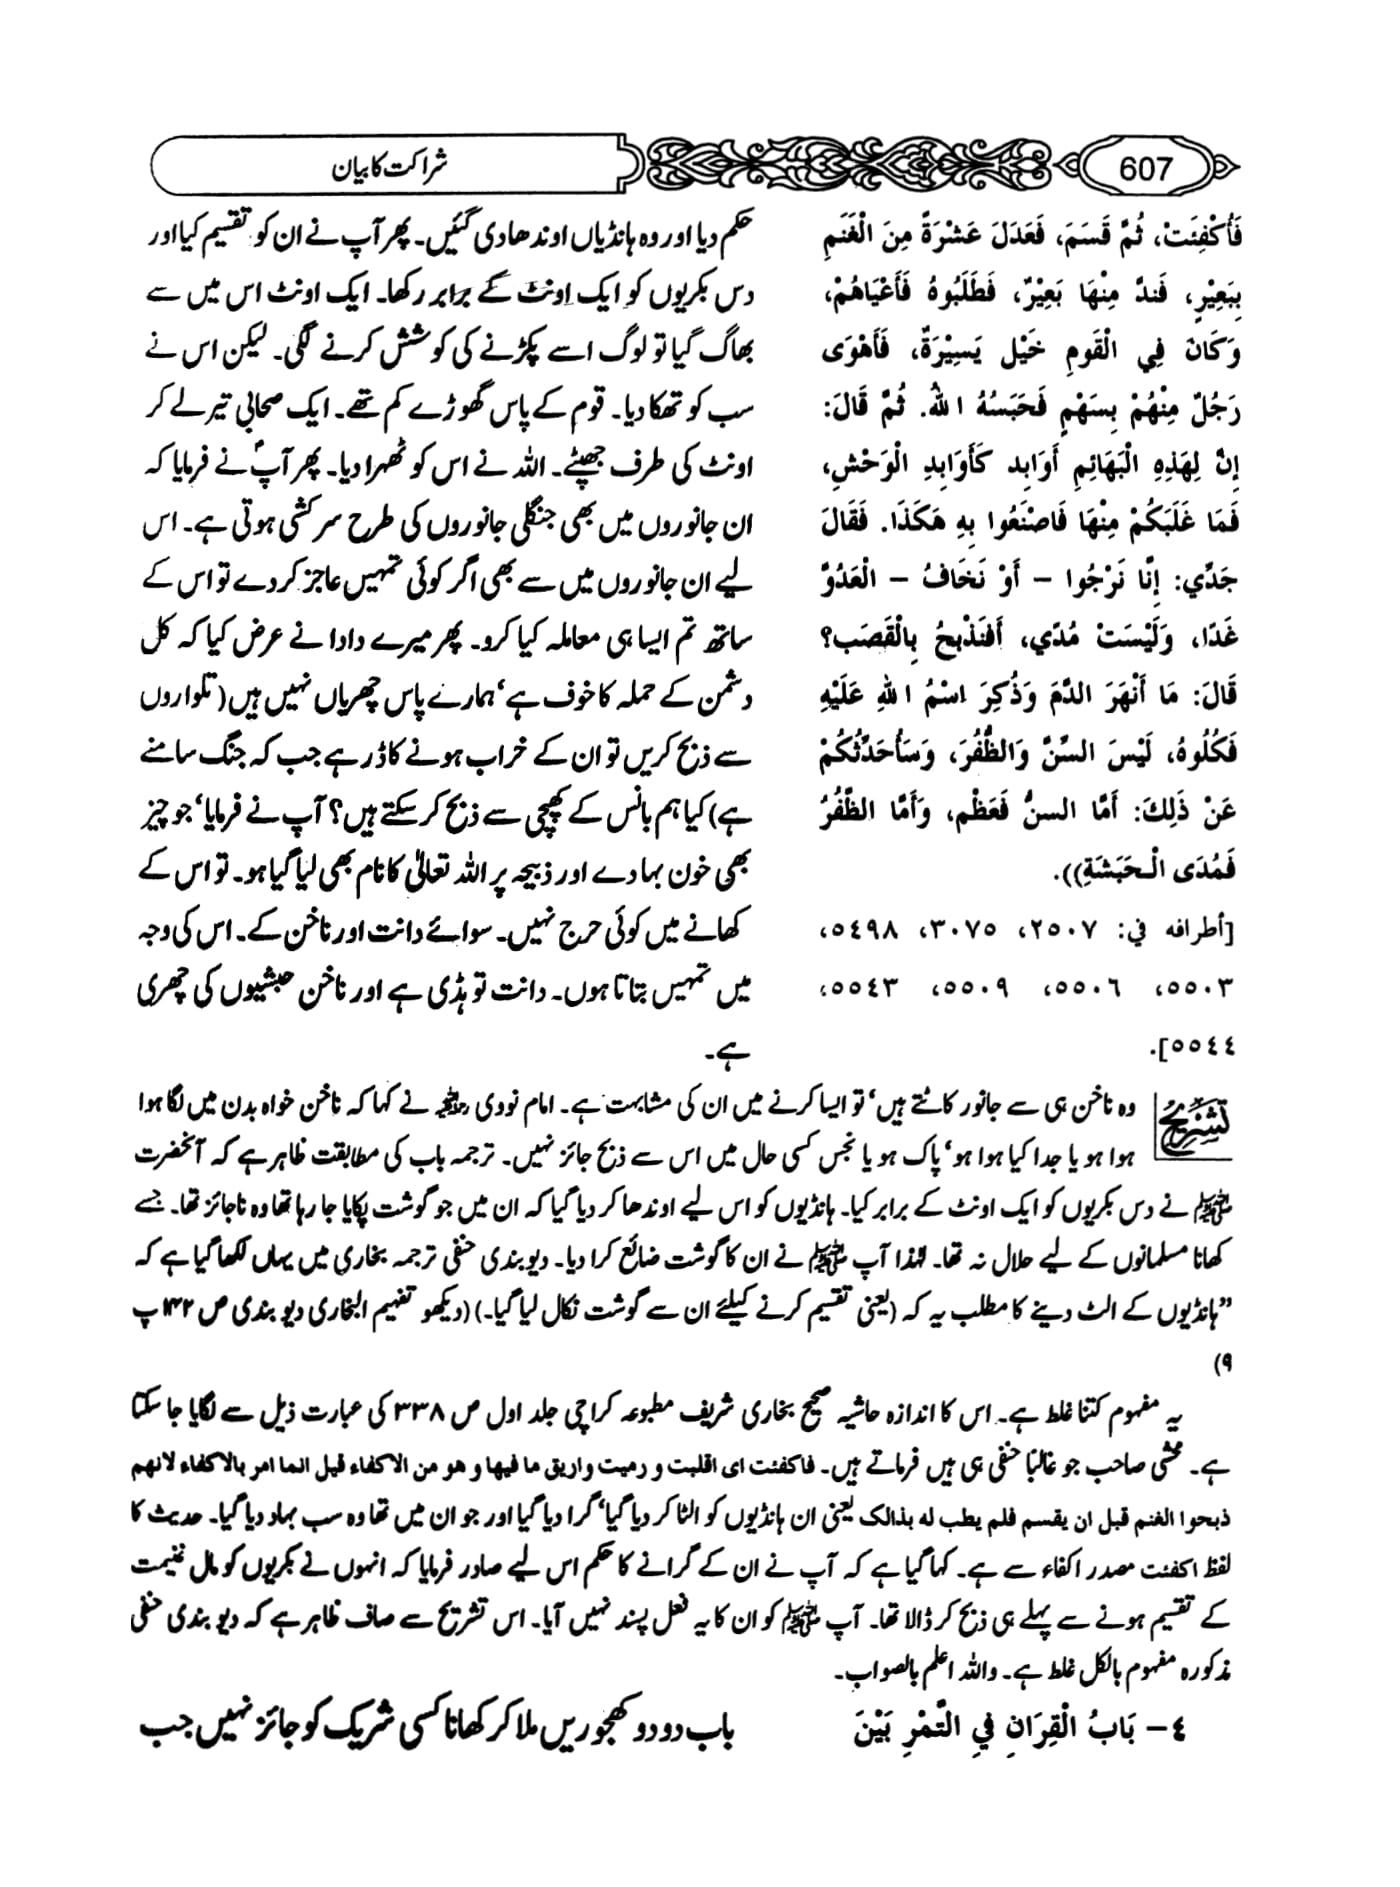 607
شراکت کا بیان
فَأُكْفِئَتْ، ثُمَّ قَسَمَ، فَعَدَلَ عَشْرَةً مِنَ الْغَنَمِ
بِبَعِيْرٍ، فَنَدَّ مِنْهَا بَعِيْرٌ، فَطَلَبُوهُ فَأَعْيَاهُمْ،
وَكَانَ فِي الْقَومِ خَيْل يَسِيْرَةٌ، فَأَهْوَى
رَجُلٌ مِنْهُمْ بِسَهْمٍ فَحَبَسَهُ اللهُ. ثُمَّ قَالَ:
إِنَّ لِهَذِهِ الْبَهَائِمِ أَوَابِد كَأَوَابِدِ الْوَحْشِ،
فَمَا غَلَبَكُمْ مِنْهَا فَاصْنَعُوا بِهِ هَكَذَا. فَقَالَ
جَدِّي: إِنَّا نَرْجُوا – أَوْ نَخَافُ – الْعَدُوَّ
غَدًا، وَلَيْسَتْ مُدًي، أَفَنَذْبَحُ بِالْقَصَبِ؟
قَالَ: مَا أَنْهَرَ الدَّمَ وَذُكِرَ اسْمُ اللهِ عَلَيْهِ
فَكُلُوهُ، لَيْسَ السِّنَّ وَالظُّفُرَ، وَسَأُحَدِّثُكُمْ
عَنْ ذَلِكَ: أَمَّا السنُّ فَعَظْم، وَأَمَّا الظُّفُرُ
فَمُدَى الْحَبَشَةِ)).
[أطرافه في: ٢٥٠٧، ٣٠٧٥، ٥٤٩٨،
٥٥٠٣، ٥٥٠٦، ٥٥٠٩، ٥٥٤٣،
٥٥٤٤].
حکم دیا اور وہ ہانڈیاں اوندھا دی گئیں۔ پھر آپ نے ان کو تقسیم کیا اور
دس بکریوں کو ایک اونٹ کے برابر رکھا۔ ایک اونٹ اس میں سے
بھاگ گیا تو لوگ اسے پکڑنے کی کوشش کرنے لگی۔ لیکن اس نے
سب کو تھکا دیا۔ قوم کے پاس گھوڑے کم تھے۔ ایک صحابی تیر لے کر
اونٹ کی طرف جھپٹے۔ اللہ نے اس کو ٹھہرا دیا۔ پھر آپؐ نے فرمایا کہ
ان جانوروں میں بھی جنگلی جانوروں کی طرح سرکشی ہوتی ہے۔ اس
لیے ان جانوروں میں سے بھی اگر کوئی تمہیں عاجز کر دے تو اس کے
ساتھ تم ایسا ہی معاملہ کیا کرو۔ پھر میرے دادا نے عرض کیا کہ کل
دشمن کے حملہ کا خوف ہے‘ ہمارے پاس چھریاں نہیں ہیں (تلواروں
سے ذبح کریں تو ان کے خراب ہونے کا ڈر ہے جب کہ جنگ سامنے
ہے) کیا ہم بانس کے کھپچی سے ذبح کر سکتے ہیں؟ آپ نے فرمایا‘ جو چیز
بھی خون بہا دے اور ذبیحہ پر اللہ تعالیٰ کا نام بھی لیا گیا ہو۔ تو اس کے
کھانے میں کوئی حرج نہیں۔ سوائے دانت اور ناخن کے۔ اس کی وجہ
میں تمہیں بتاتا ہوں۔ دانت تو ہڈی ہے اور ناخن حبشیوں کی چھری
ہے۔
تشریح
وہ ناخن ہی سے جانور کاٹتے ہیں‘ تو ایسا کرنے میں ان کی مشابہت ہے۔ امام نووی رحمہ اللہ نے کہا کہ ناخن خواہ بدن میں لگا ہوا
ہوا ہو یا جدا کیا ہوا ہو‘ پاک ہو یا نجس کسی حال میں اس سے ذبح جائز نہیں۔ ترجمہ باب کی مطابقت ظاہر ہے کہ آنحضرت
ﷺ نے دس بکریوں کو ایک اونٹ کے برابر کیا۔ ہانڈیوں کو اس لیے اوندھا کر دیا گیا کہ ان میں جو گوشت پکایا جا رہا تھا وہ ناجائز تھا۔ جسے
کھانا مسلمانوں کے لیے حلال نہ تھا۔ لہٰذا آپ ﷺ نے ان کا گوشت ضائع کرا دیا۔ دیوبندی حنفی ترجمہ بخاری میں یہاں لکھا گیا ہے کہ
”ہانڈیوں کے الٹ دینے کا مطلب یہ کہ (یعنی تقسیم کرنے کیلئے ان سے گوشت نکال لیا گیا۔) (دیکھو تفہیم البخاری دیو بندی ص ۱۴۲ پ
۹)
یہ مفہوم کتنا غلط ہے۔ اس کا اندازہ حاشیہ صحیح بخاری شریف مطبوعہ کراچی جلد اول ص ۳۳۸ کی عبارت ذیل سے لگایا جا سکتا
ہے۔ محشی صاحب جو غالباً حنفی ہی ہیں فرماتے ہیں۔ فاکفئت ای اقلبت و رمیت واریق ما فیھا و ھو من الاکفاء قیل انما امر بالاکفاء لانھم
ذبحوا الغنم قبل ان یقسم فلم یطب لہ بذالک یعنی ان ہانڈیوں کو الٹا کر دیا گیا‘ گرا دیا گیا اور جو ان میں تھا وہ سب بہا دیا گیا۔ حدیث کا
لفظ اکفئت مصدر اکفاء سے ہے۔ کہا گیا ہے کہ آپ نے ان کے گرانے کا حکم اس لیے صادر فرمایا کہ انہوں نے بکریوں کو مال غنیمت
کے تقسیم ہونے سے پہلے ہی ذبح کر ڈالا تھا۔ آپ ﷺ کو ان کا یہ فعل پسند نہیں آیا۔ اس تشریح سے صاف ظاہر ہے کہ دیو بندی حنفی
مذکورہ مفہوم بالکل غلط ہے۔ واللہ اعلم بالصواب۔
٤– بَابُ الْقِرَانِ فِي التَّمْرِ بَيْنَ
باب دو دو کھجوریں ملا کر کھانا کسی شریک کو جائز نہیں جب